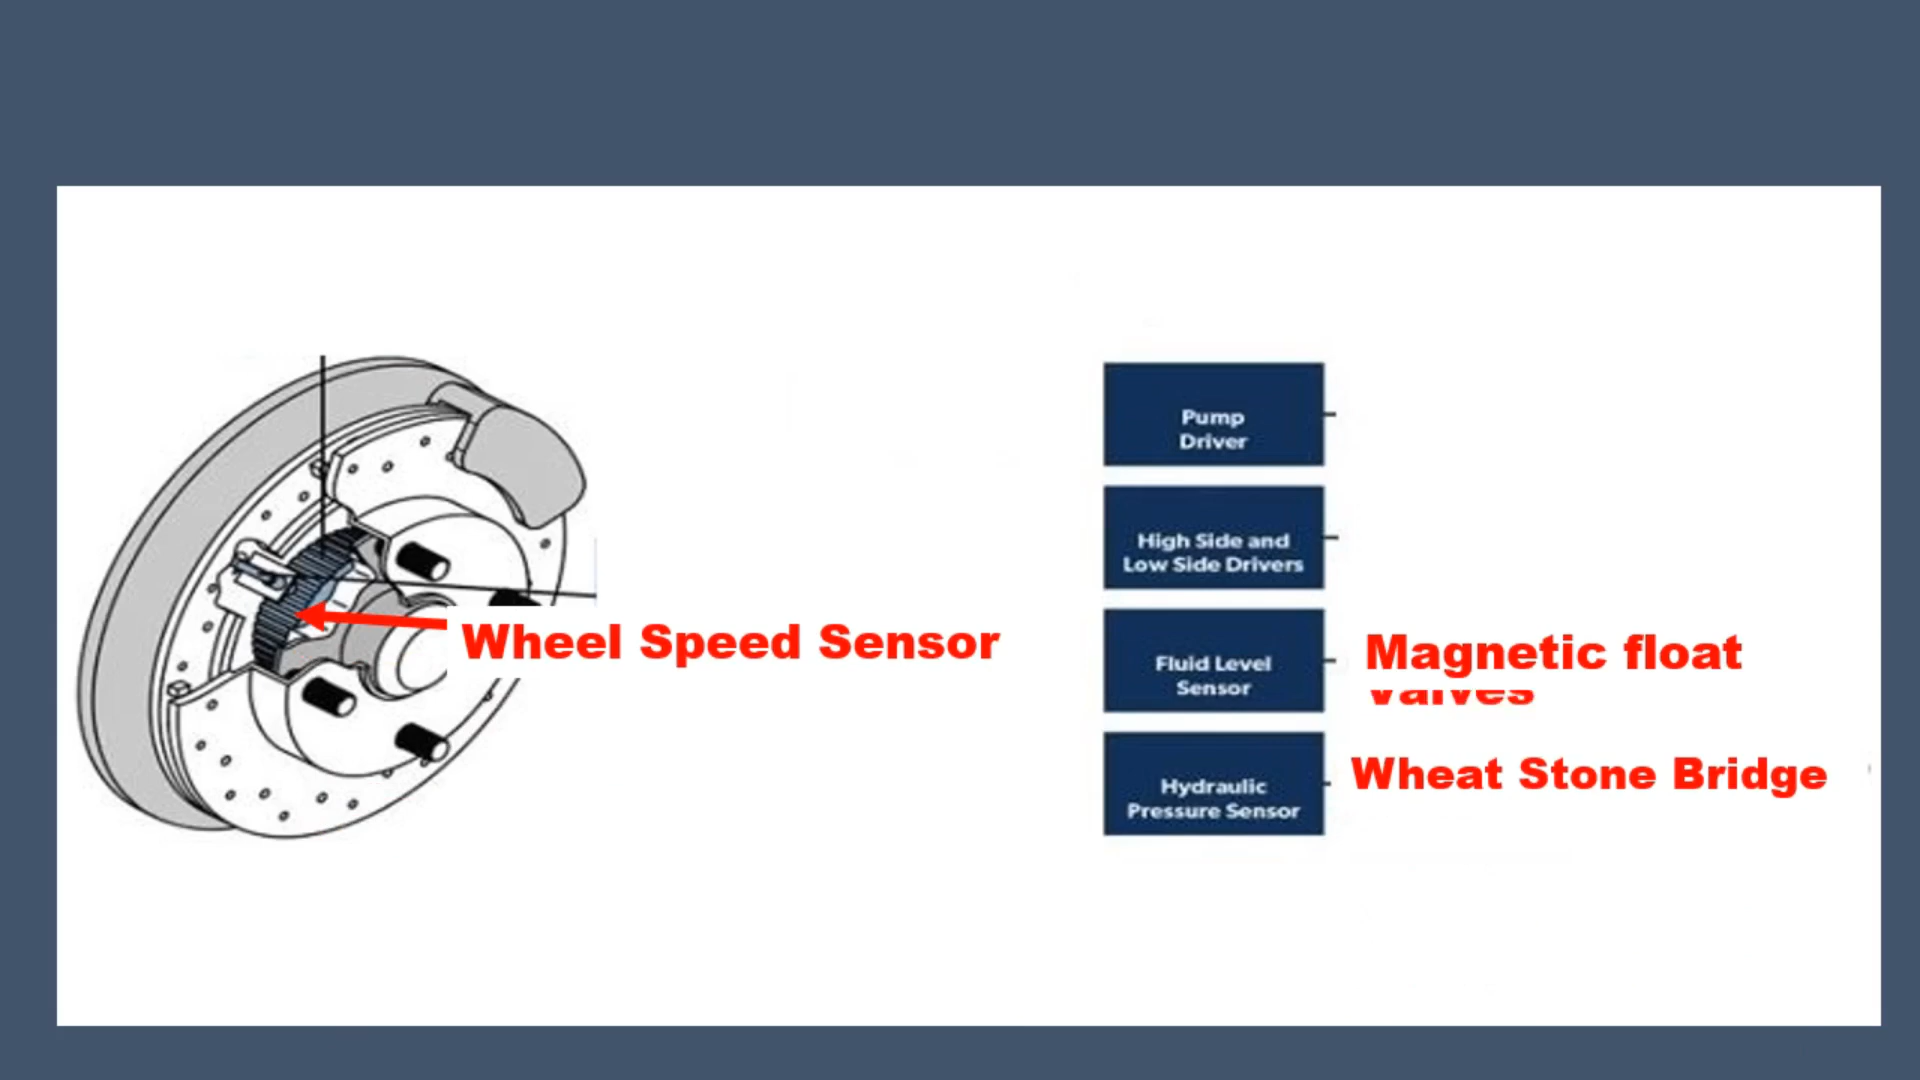 Pump
Driver
High Side and
Low Side Drivers
Wheel Speed Sensor
Fluid Level
Sensor
Magnetic float
valves
Hydraulic
Pressure Sensor
Wheat Stone Bridge